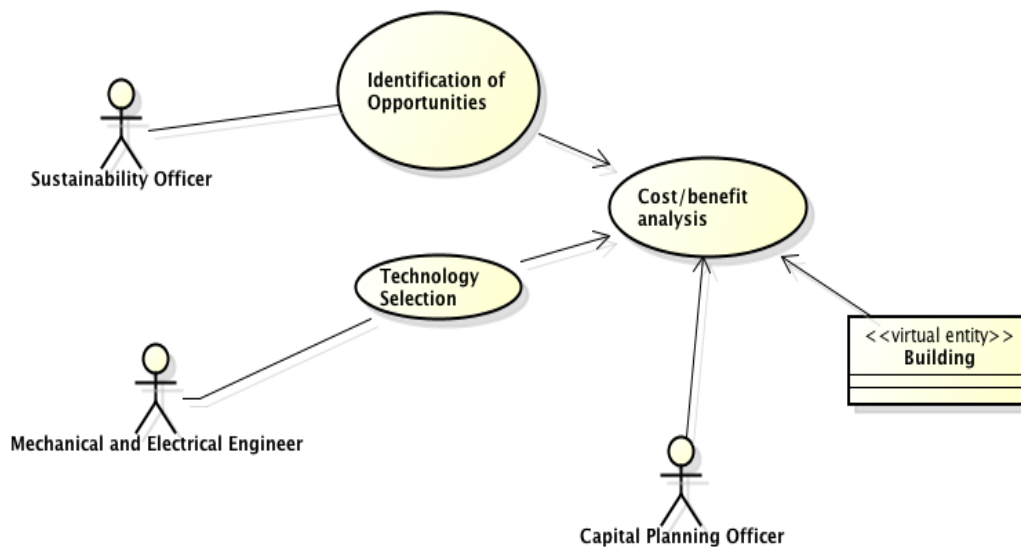 Identification of
Opportunities
Sustainability Officer
Cost/benefit
analysis
Technology
Selection
<<virtual entity>>
Building
Mechanical and Electrical Engineer
Capital Planning Officer